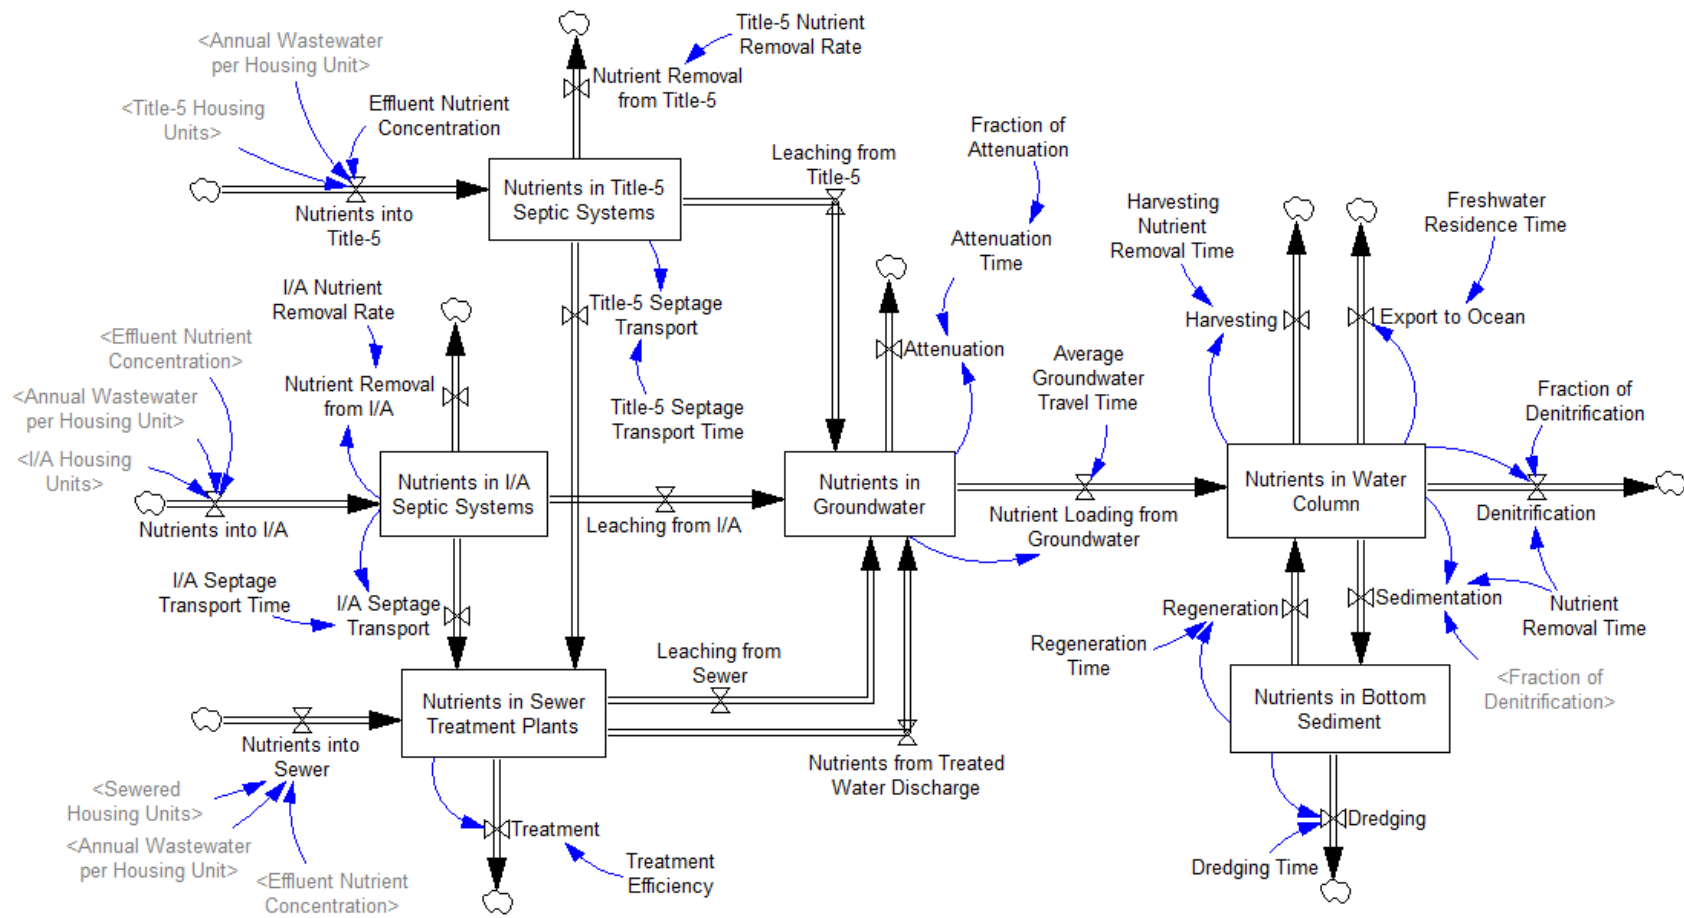 Title-5 Nutrient
Removal Rate
<Annual Wastewater
per Housing Unit>
Nutrient Removal
from Title-5
<Title-5 Housing
Units>
Effluent Nutrient
Concentration
Fraction of
Attenuation
Leaching from
Title-5
Nutrients in Title-5
Septic Systems
Nutrients into
Title-5
Harvesting
Nutrient
Removal Time
Freshwater
Residence Time
Attenuation
Time
I/A Nutrient
Removal Rate
Title-5 Septage
Transport
Harvesting
Export to Ocean
<Effluent Nutrient
Concentration>
Attenuation
Average
Groundwater
Travel Time
Nutrient Removal
from I/A
<Annual Wastewater
per Housing Unit>
Title-5 Septage
Transport Time
Fraction of
Denitrification
<I/A Housing
Units>
Nutrients in I/A
Septic Systems
Nutrients in
Groundwater
Nutrients in Water
Column
Nutrients into I/A
Leaching from I/A
Nutrient Loading from
Groundwater
Denitrification
I/A Septage
Transport Time
I/A Septage
Transport
Regeneration
Sedimentation
Nutrient
Removal Time
Regeneration
Time
Leaching from
Sewer
<Fraction of
Denitrification>
Nutrients in Sewer
Treatment Plants
Nutrients in Bottom
Sediment
Nutrients into
Sewer
Nutrients from Treated
Water Discharge
<Sewered
Housing Units>
Treatment
Dredging
<Annual Wastewater
per Housing Unit>
Treatment
Efficiency
Dredging Time
<Effluent Nutrient
Concentration>